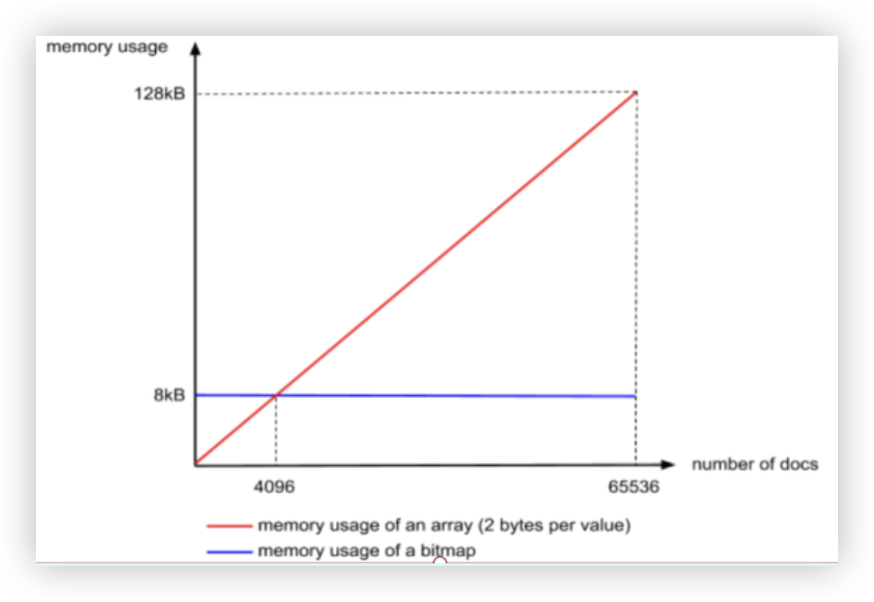 memory usage
128kB
8kB
number of docs
4096
65536
memory usage of an array (2 bytes per value)
memory usage of a bitmap